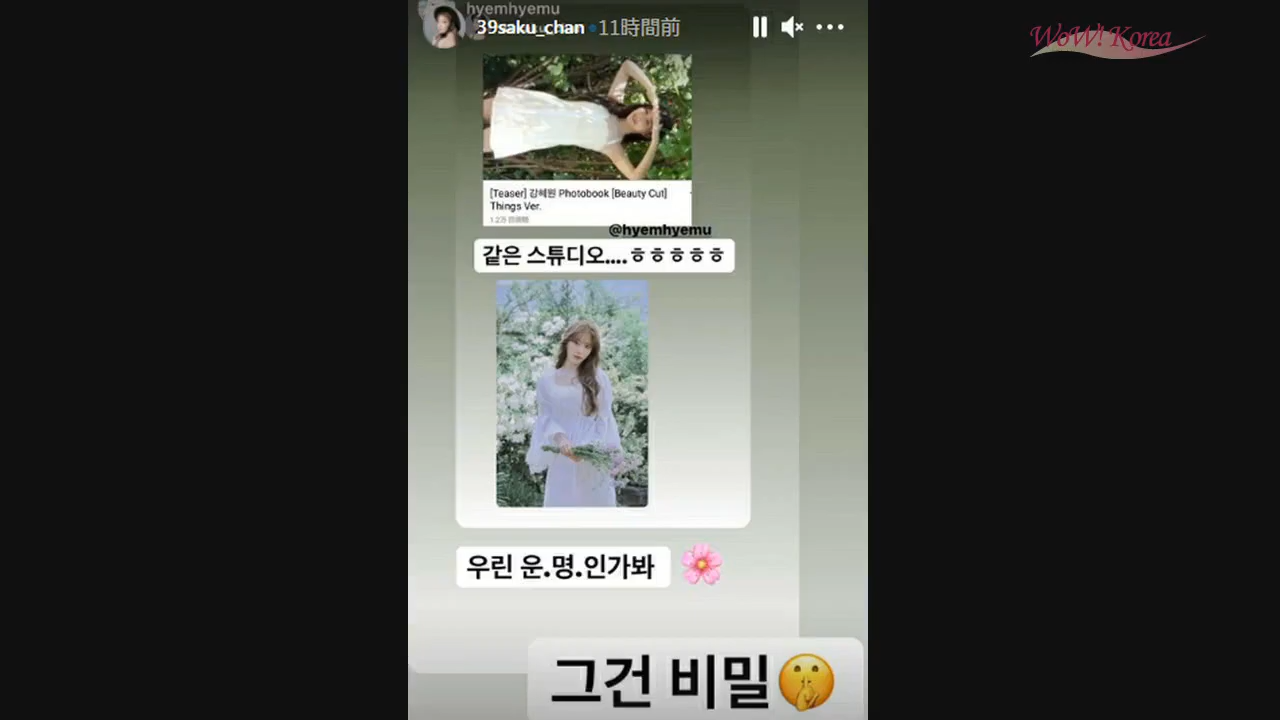 hyemhyemu
39saku_chan 11時間前
WoW! Korea
[Teaser] 강혜원 Photobook [Beauty Cut]
Things Ver.
@hyemhyemu
같은 스튜디오....ㅎㅎㅎㅎㅎ
우린 운.명.인가봐 🌸
그건 비밀🤫